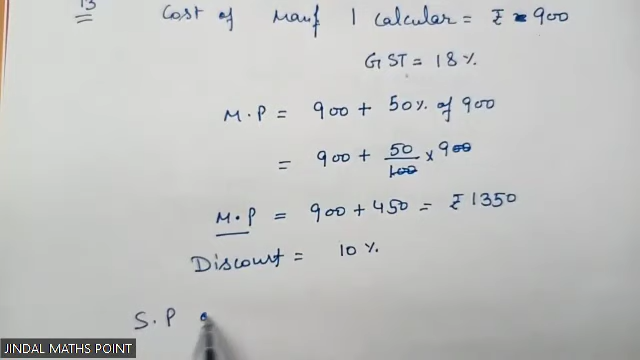 13
Cost of Manf 1 Calcular = ₹ 900
GST = 18%
M.P = 900 + 50% of 900
= 900 + 50/100 × 900
M.P = 900 + 450 = ₹1350
Discount = 10%
S.P
JINDAL MATHS POINT